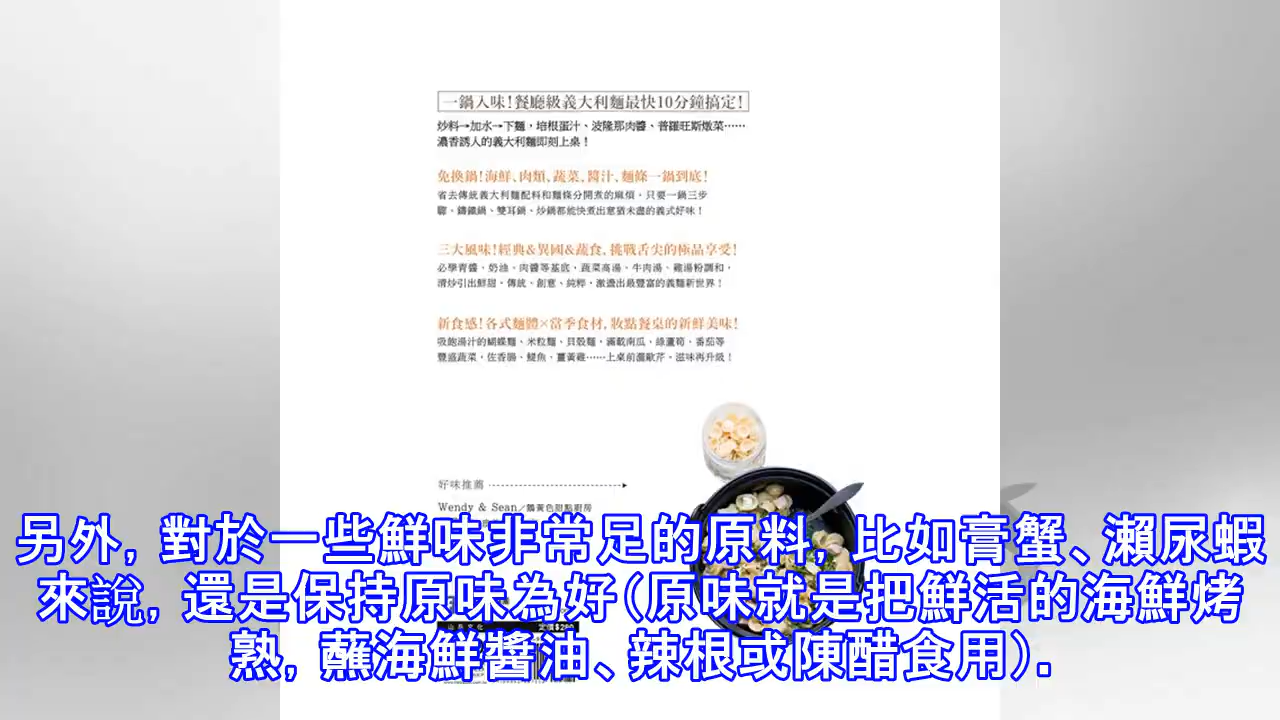 一鍋入味!餐廳級義大利麵最快10分鐘搞定!
炒料→加水→下麵,培根蛋汁、波隆那肉醬、普羅旺斯燉菜……
濃香誘人的義大利麵即刻上桌!
免換鍋!海鮮、肉類、蔬菜、醬汁、麵條一鍋到底!
省去傳統義大利麵配料和麵條分開煮的麻煩,只要一鍋三步
驟,鑄鐵鍋、雙耳鍋、炒鍋都能快煮出意猶未盡的義式好味!
三大風味!經典&異國&蔬食,挑戰舌尖的極品享受!
必學青醬、奶油、肉醬等基底,蔬菜高湯、牛肉湯、雞湯粉調和,
清炒引出鮮甜,傳統、創意、純粹,激盪出最豐富的義麵新世界!
新食感!各式麵體×當季食材,妝點餐桌的新鮮美味!
吸飽湯汁的蝴蝶麵、米粒麵、貝殼麵,滿載南瓜、綠蘆筍、番茄等
豐盛蔬菜,佐香腸、鯷魚、薑黃雞……上桌前灑歐芹,滋味再升級!
好味推薦
Wendy & Sean/鵝黃色甜點廚房
另外, 對於一些鮮味非常足的原料, 比如膏蟹、瀨尿蝦
來說, 還是保持原味為好(原味就是把鮮活的海鮮烤
熟, 蘸海鮮醬油、辣根或陳醋食用).